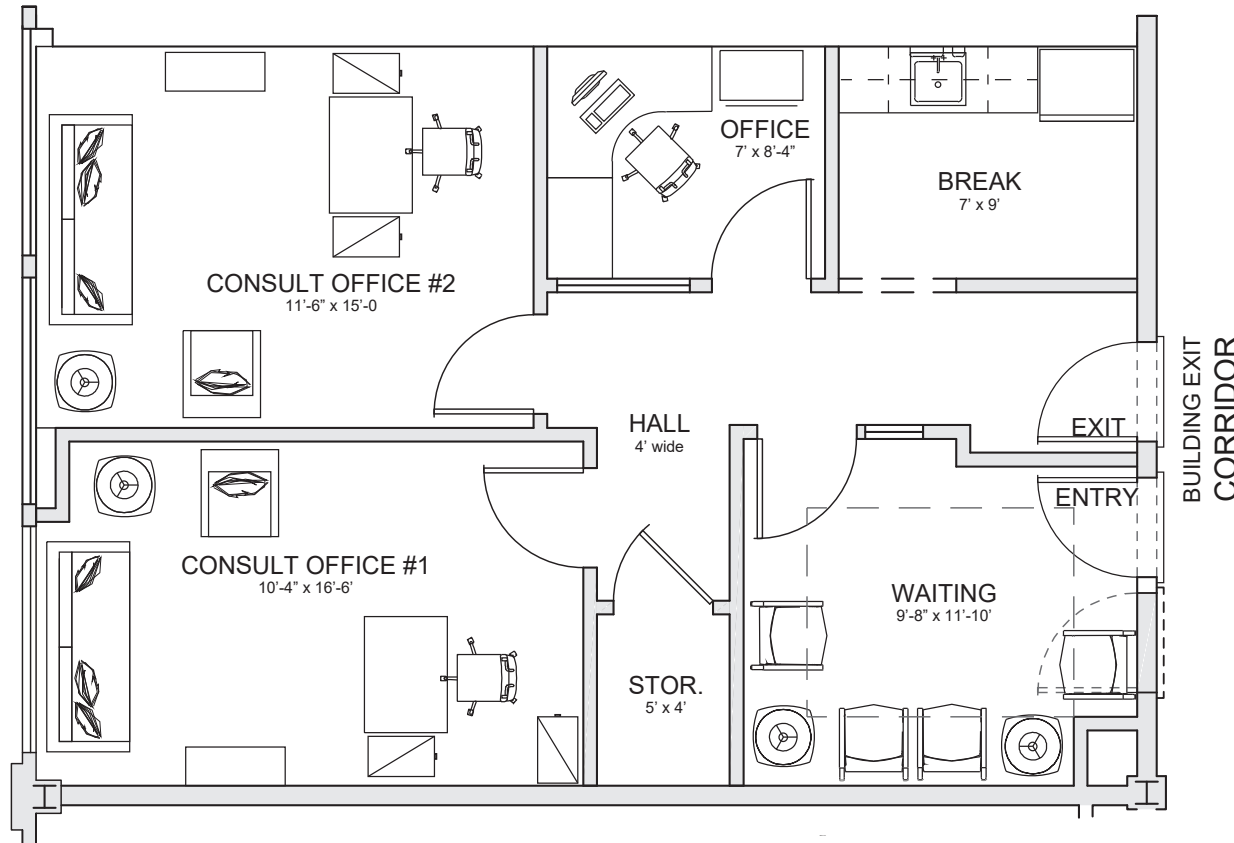 OFFICE
7’ x 8’-4”
BREAK
7’ x 9’
CONSULT OFFICE #2
11’-6” x 15’-0
HALL
4’ wide
EXIT
ENTRY
BUILDING EXIT
CORRIDOR
CONSULT OFFICE #1
10’-4” x 16’-6’
WAITING
9’-8” x 11’-10’
STOR.
5’ x 4’